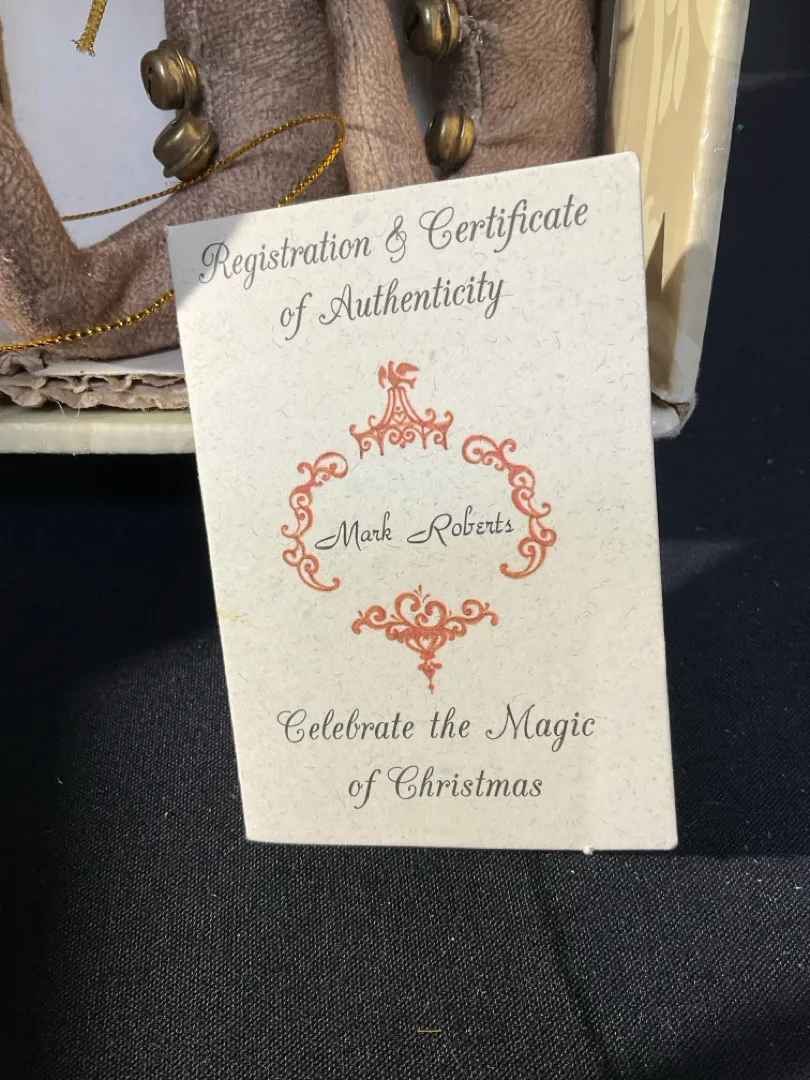 Registration & Certificate
of Authenticity
Mark Roberts
Celebrate the Magic
of Christmas